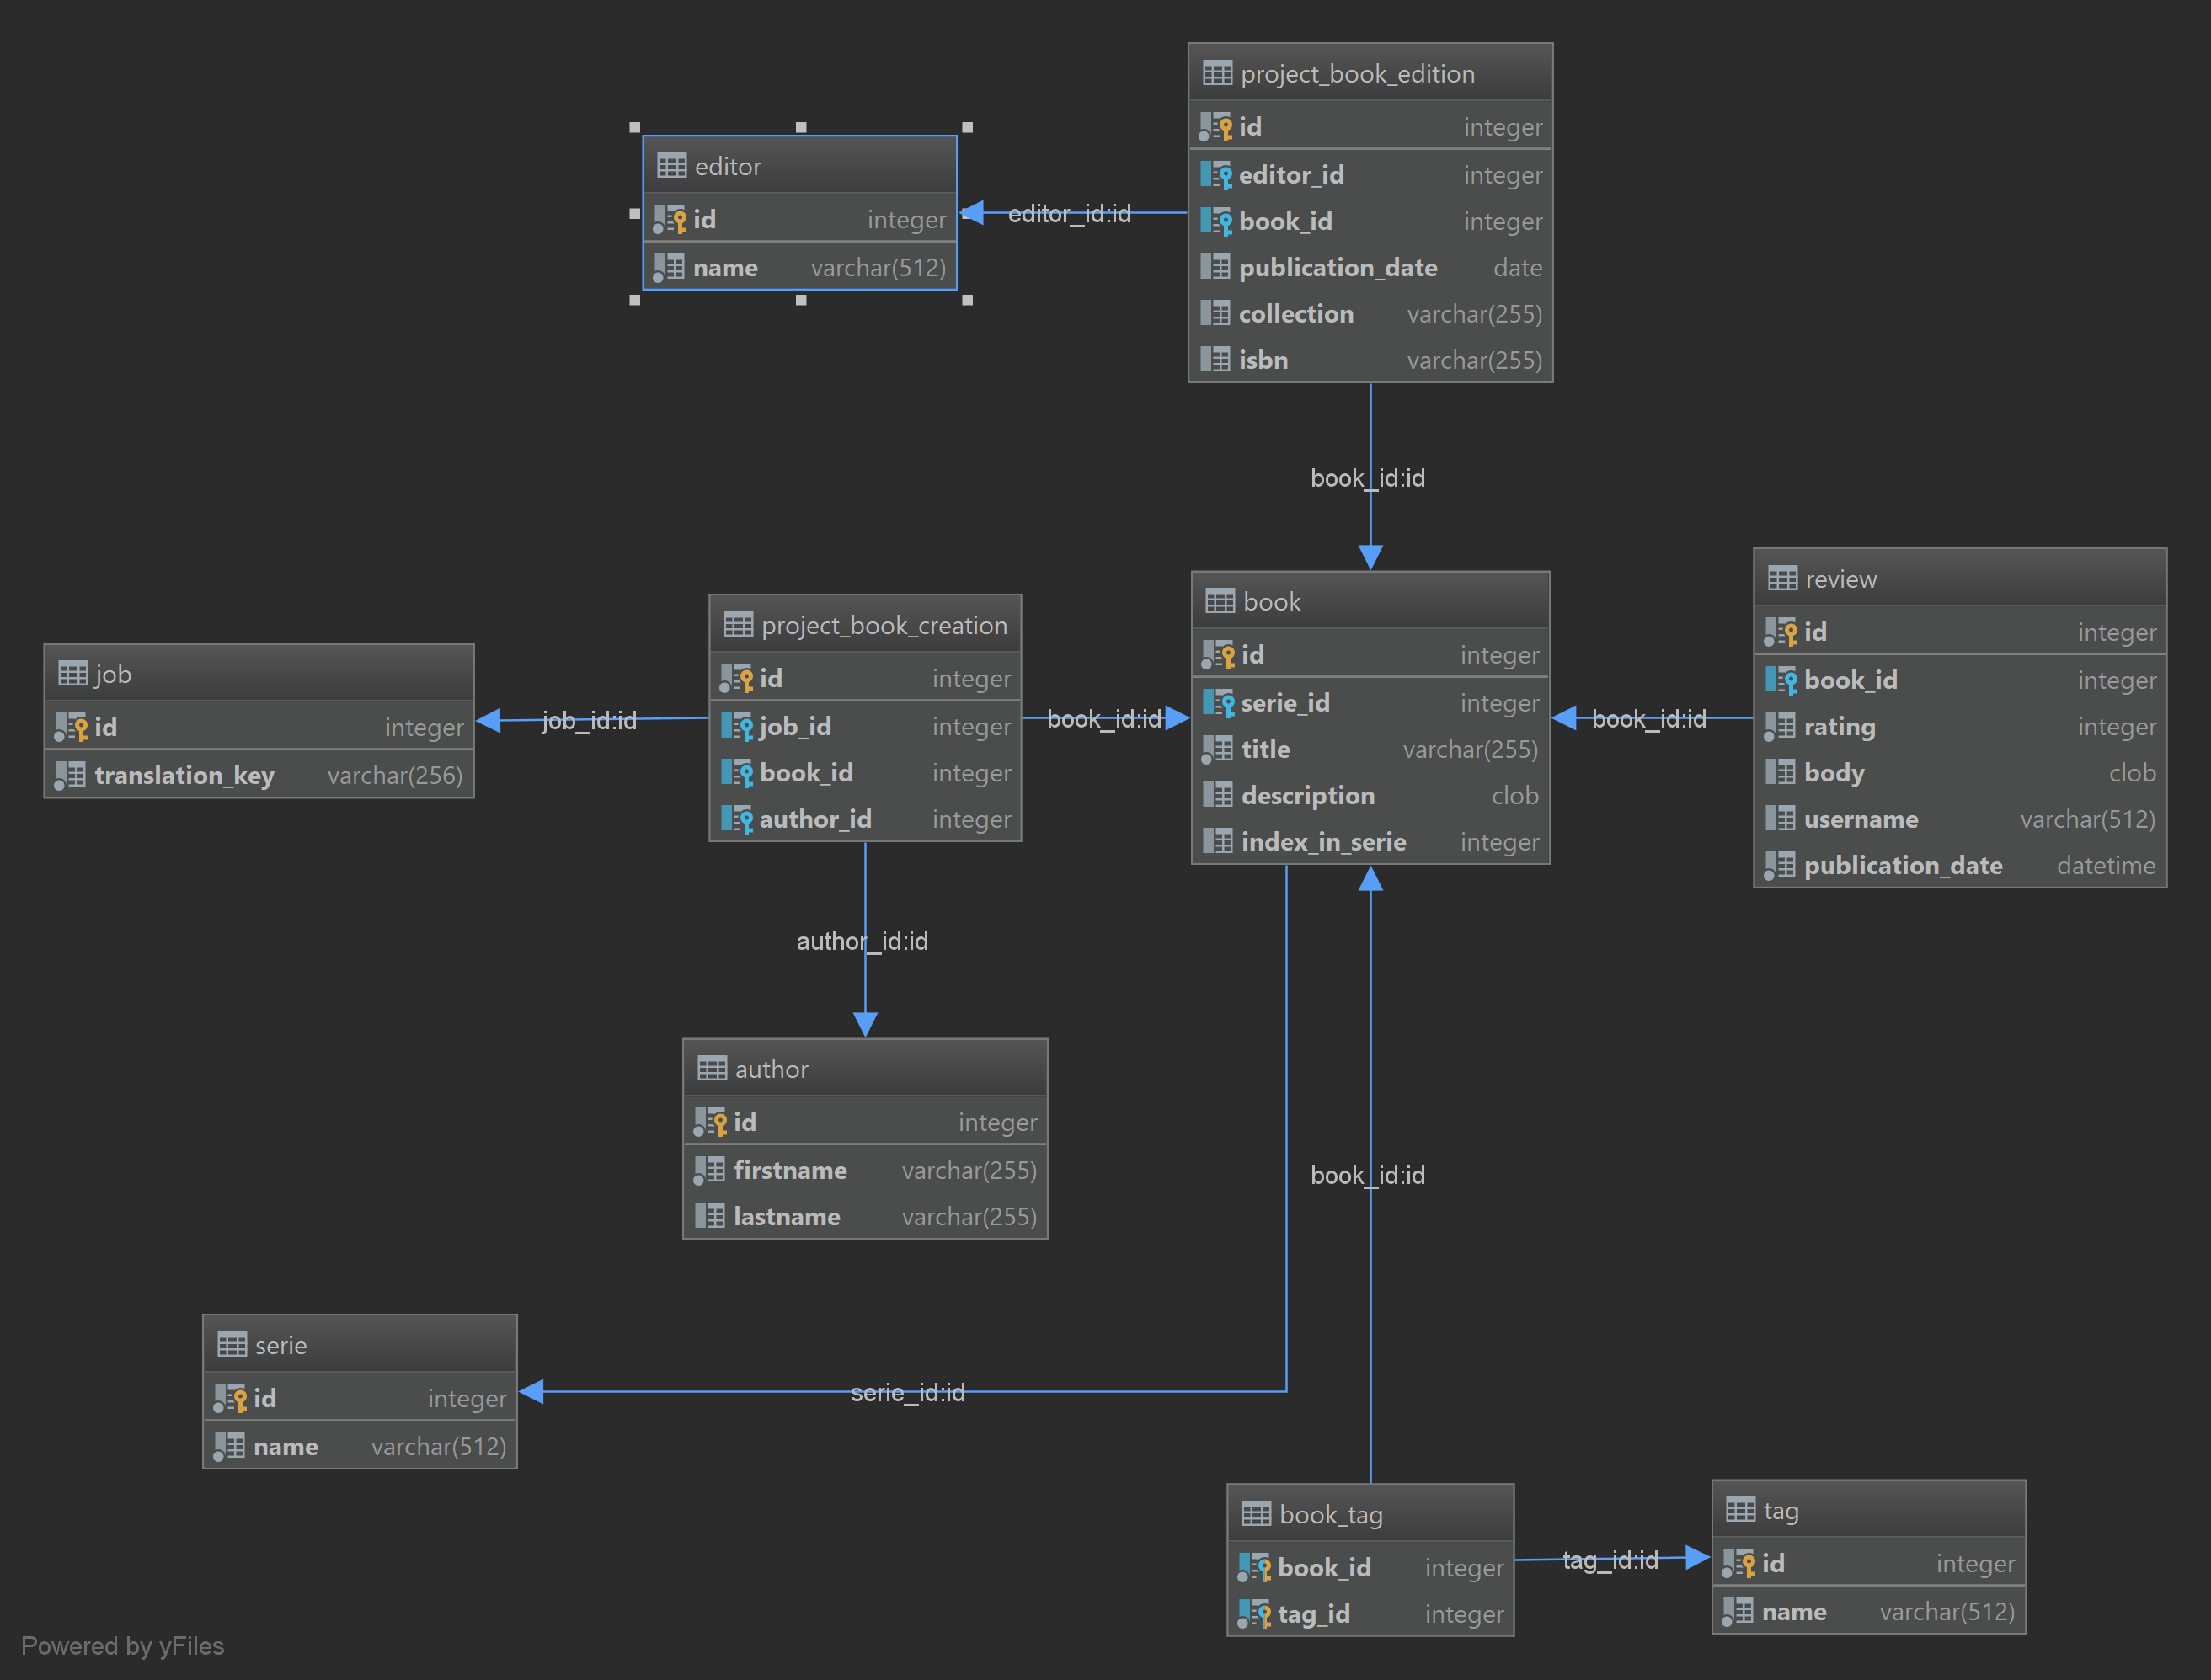 project_book_edition
id integer
editor_id integer
book_id integer
publication_date date
collection varchar(255)
isbn varchar(255)
editor
id integer
name varchar(512)
editor_id:id
book_id:id
review
id integer
book_id integer
rating integer
body clob
username varchar(512)
publication_date datetime
book
id integer
serie_id integer
title varchar(255)
description clob
index_in_serie integer
book_id:id
project_book_creation
id integer
job_id integer
book_id integer
author_id integer
book_id:id
job
id integer
translation_key varchar(256)
job_id:id
author_id:id
author
id integer
firstname varchar(255)
lastname varchar(255)
book_id:id
serie
id integer
name varchar(512)
serie_id:id
book_tag
book_id integer
tag_id integer
tag_id:id
tag
id integer
name varchar(512)
Powered by yFiles